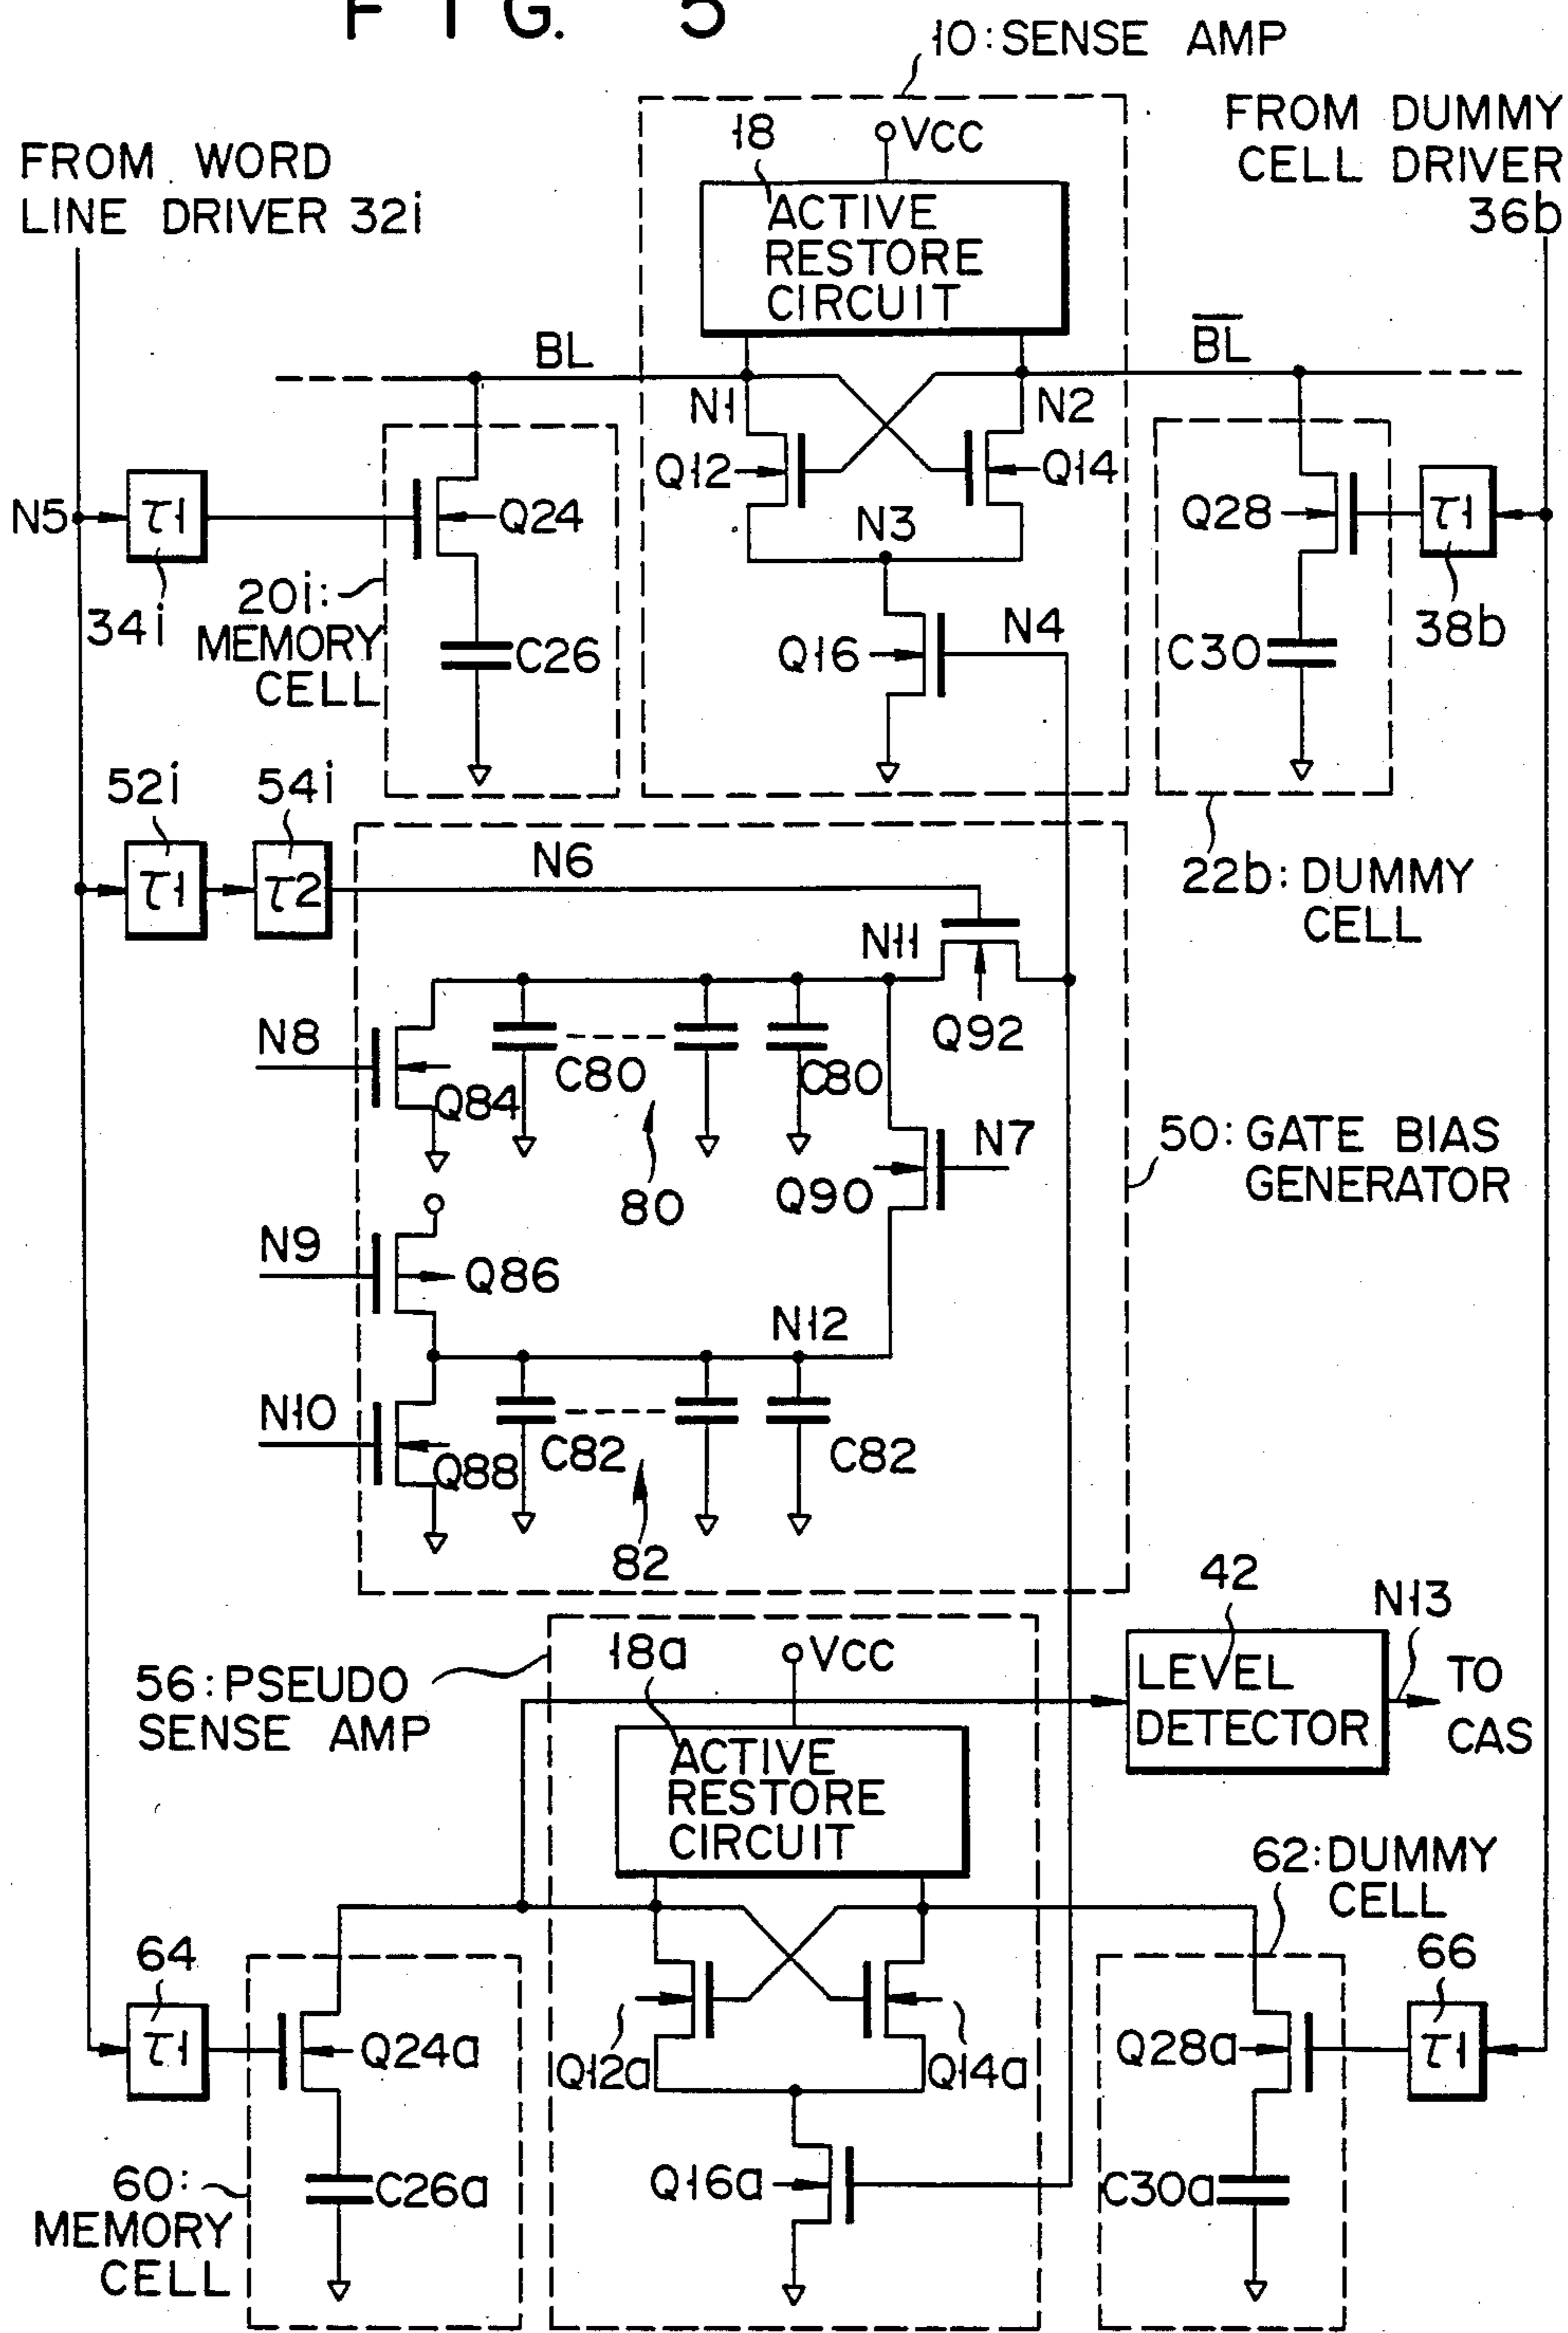 FIG. 5
10:SENSE AMP
FROM WORD
LINE DRIVER 32i
18
VCC
ACTIVE
RESTORE
CIRCUIT
FROM DUMMY
CELL DRIVER
36b
BL
BL
N1
N2
Q12
Q14
N5
τ1
34i
Q24
20i:
MEMORY
CELL
C26
N3
Q16
N4
Q28
τ1
38b
C30
22b:DUMMY
CELL
52i
54i
τ1
τ2
N6
N11
Q92
N8
Q84
C80
C80
80
N7
Q90
50:GATE BIAS
GENERATOR
N9
Q86
N12
N10
Q88
C82
C82
82
42
N13
LEVEL
DETECTOR
TO
CAS
56:PSEUDO
SENSE AMP
18a
VCC
ACTIVE
RESTORE
CIRCUIT
62:DUMMY
CELL
64
τ1
Q24a
Q12a
Q14a
Q28a
66
τ1
60:
MEMORY
CELL
C26a
Q16a
C30a